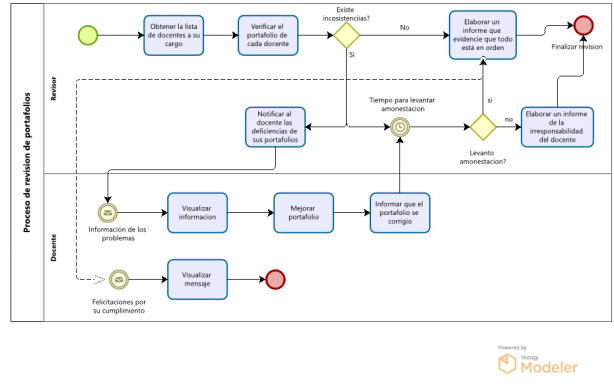 Proceso de revision de portafolios
Revisor
Docente
Obtener la lista
de docentes a su
cargo
Verificar el
portafolio de
cada docente
Existe
incosistenciias?
No
Si
Elaborar un
informe que
evidencie que todo
está en orden
Finalizar revision
Notificar al
docente las
deficiencias de
sus portafolios
Tiempo para levantar
amonestacion
si
no
Levanto
amonestacion?
Elaborar un informe
de la
irresponsabilidad
del docente
Información de los
problemas
Visualizar
informacion
Mejorar
portafolio
Informar que el
portafolio se
corrigio
Felicitaciones por
su cumplimiento
Visualizar
mensaje
Powered by
bizagi
Modeler